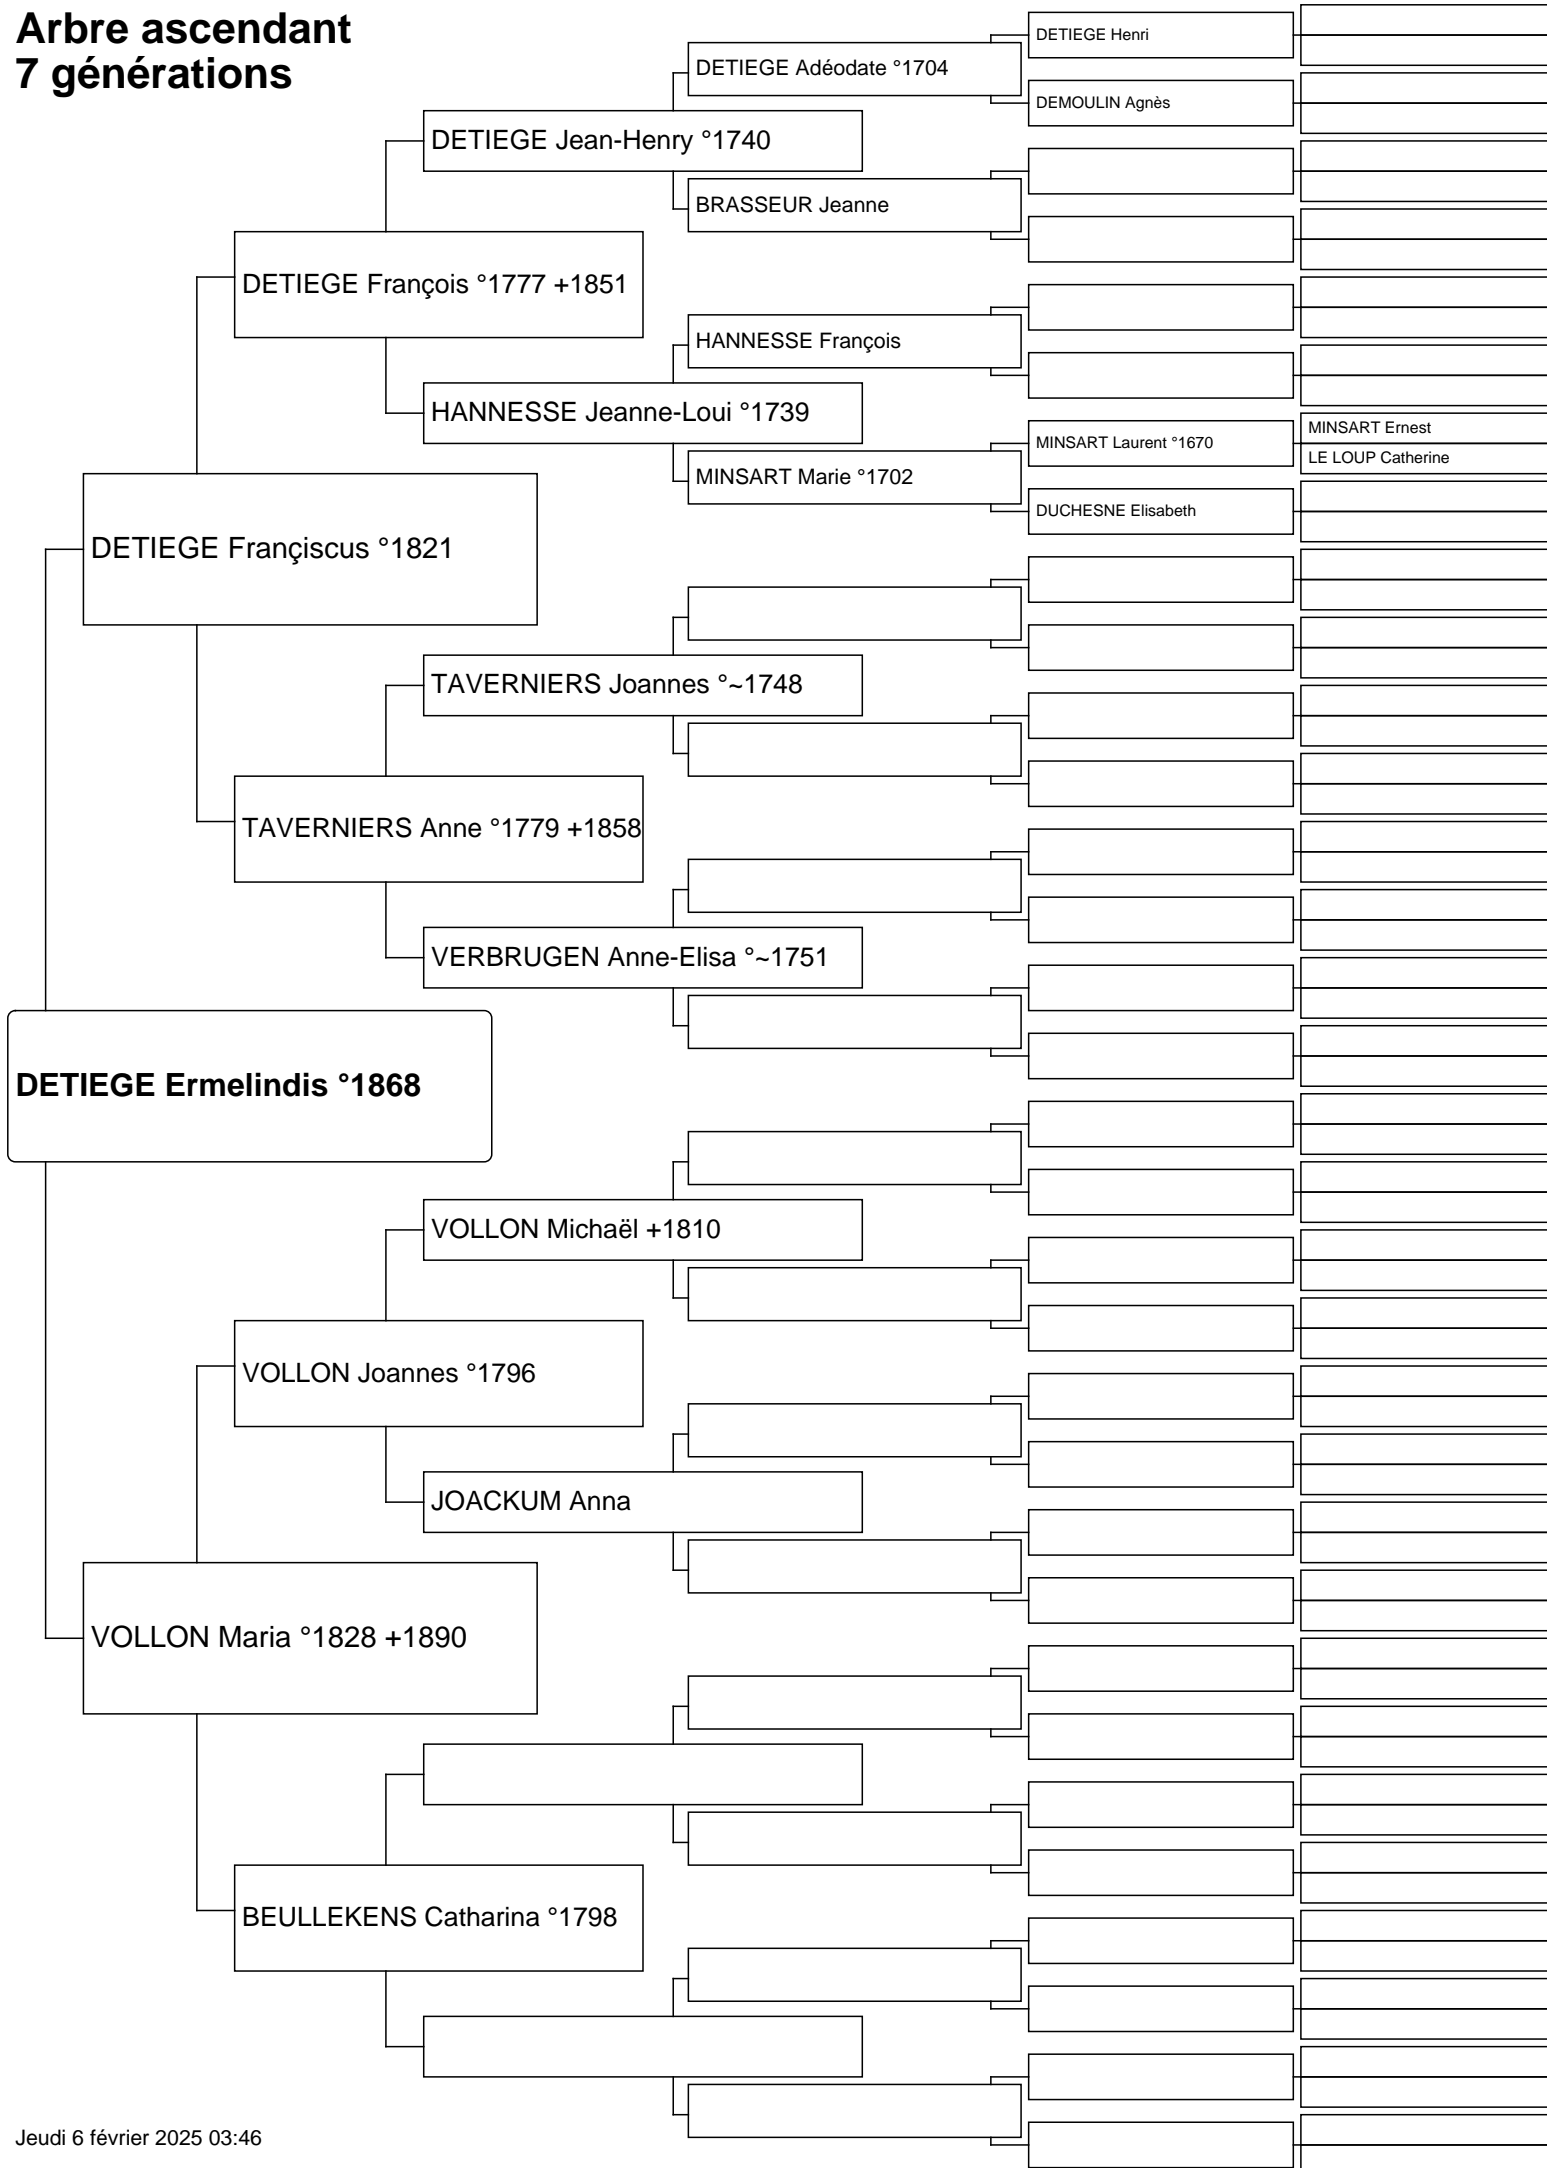 Arbre ascendant
7 générations
DETIEGE Henri
DETIEGE Adéodate °1704
DEMOULIN Agnès
DETIEGE Jean-Henry °1740
BRASSEUR Jeanne
DETIEGE François °1777 +1851
HANNESSE François
HANNESSE Jeanne-Loui °1739
MINSART Ernest
MINSART Laurent °1670
LE LOUP Catherine
MINSART Marie °1702
DUCHESNE Elisabeth
DETIEGE Françiscus °1821
TAVERNIERS Joannes °~1748
TAVERNIERS Anne °1779 +1858
VERBRUGEN Anne-Elisa °~1751
DETIEGE Ermelindis °1868
VOLLON Michaël +1810
VOLLON Joannes °1796
JOACKUM Anna
VOLLON Maria °1828 +1890
BEULLEKENS Catharina °1798
Jeudi 6 février 2025 03:46